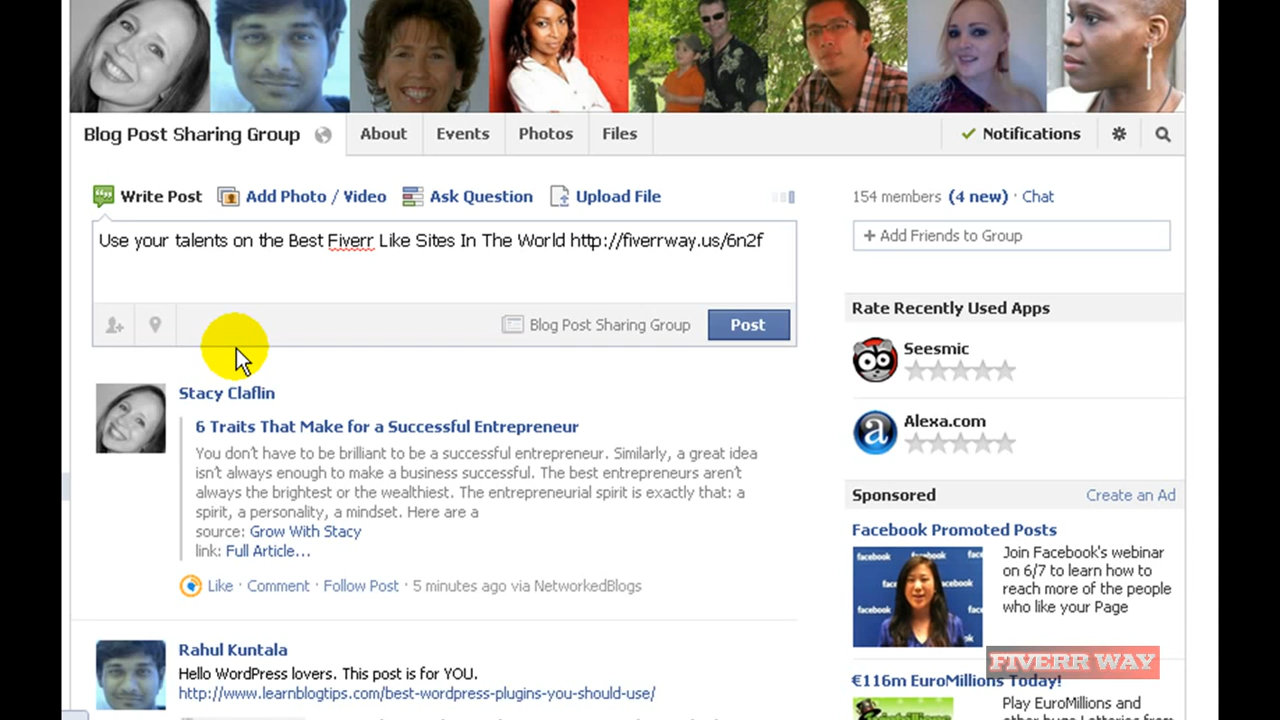 Blog Post Sharing Group
About
Events
Photos
Files
Notifications
Write Post
Add Photo / Video
Ask Question
Upload File
Use your talents on the Best Fiverr Like Sites In The World http://fiverrway.us/6n2f
Blog Post Sharing Group
Post
Stacy Claflin
6 Traits That Make for a Successful Entrepreneur
You don't have to be brilliant to be a successful entrepreneur. Similarly, a great idea
isn't always enough to make a business successful. The best entrepreneurs aren't
always the brightest or the wealthiest. The entrepreneurial spirit is exactly that: a
spirit, a personality, a mindset. Here are a
source: Grow With Stacy
link: Full Article...
Like · Comment · Follow Post · 5 minutes ago via NetworkedBlogs
Rahul Kuntala
Hello WordPress lovers. This post is for YOU.
http://www.learnblogtips.com/best-wordpress-plugins-you-should-use/
154 members (4 new) · Chat
+ Add Friends to Group
Rate Recently Used Apps
Seesmic
Alexa.com
Sponsored
Create an Ad
Facebook Promoted Posts
facebook
Join Facebook's webinar
on 6/7 to learn how to
reach more of the people
who like your Page
FIVERR WAY
€116m EuroMillions Today!
Play EuroMillions and